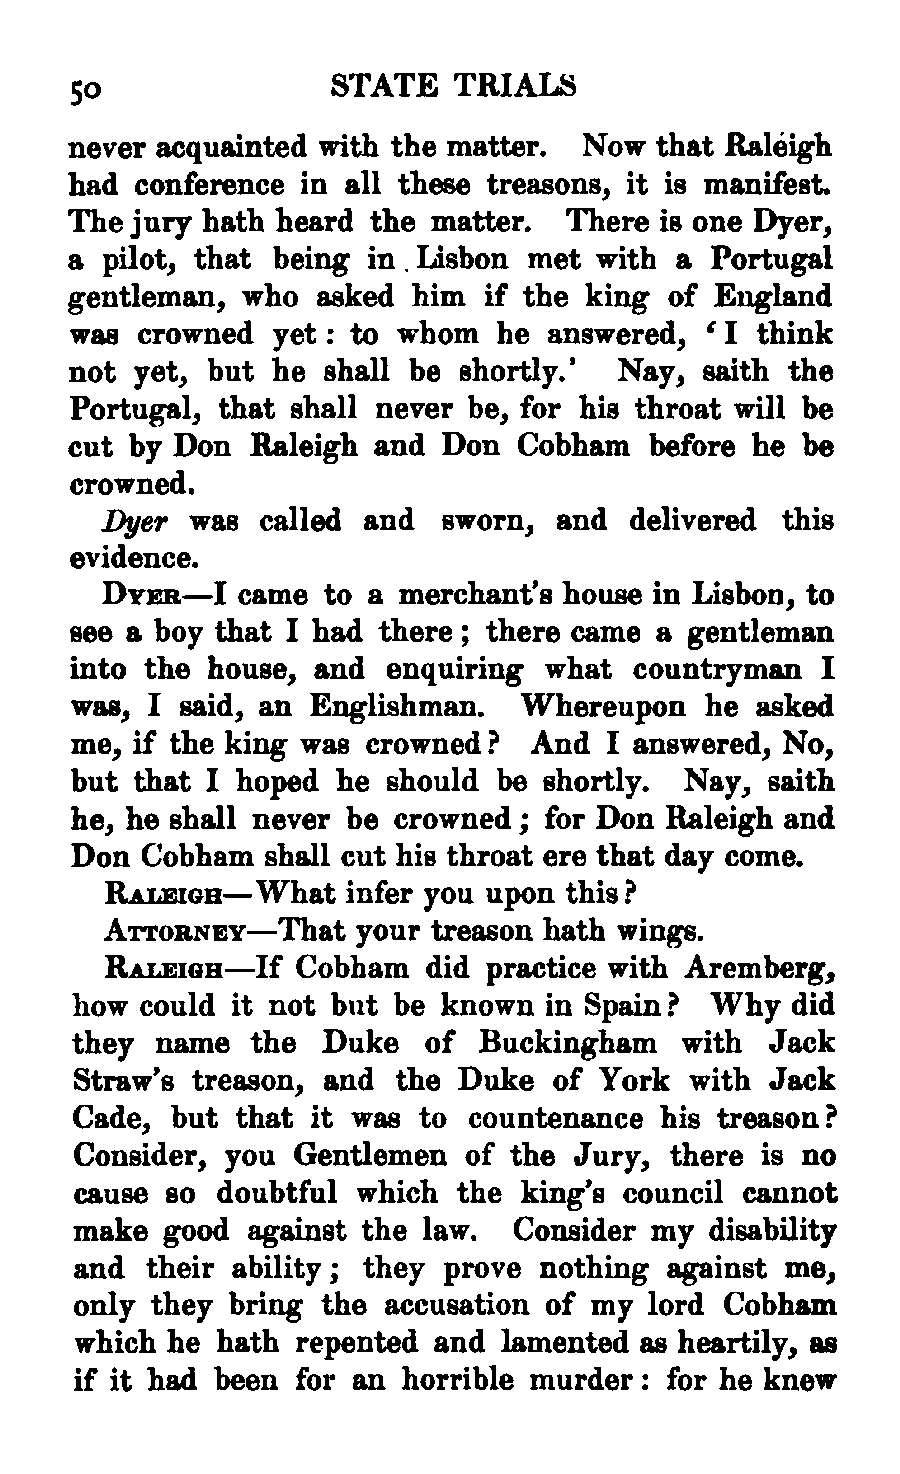 50 STATE TRIALS
never acquainted with the matter. Now that Raleigh
had conference in all these treasons, it is manifest.
The jury hath heard the matter. There is one Dyer,
a pilot, that being in Lisbon met with a Portugal
gentleman, who asked him if the king of England
was crowned yet : to whom he answered, ‘I think
not yet, but he shall be shortly.’ Nay, saith the
Portugal, that shall never be, for his throat will be
cut by Don Raleigh and Don Cobham before he be
crowned.
Dyer was called and sworn, and delivered this
evidence.
DYER—I came to a merchant's house in Lisbon, to
see a boy that I had there ; there came a gentleman
into the house, and enquiring what countryman I
was, I said, an Englishman. Whereupon he asked
me, if the king was crowned ? And I answered, No,
but that I hoped he should be shortly. Nay, saith
he, he shall never be crowned ; for Don Raleigh and
Don Cobham shall cut his throat ere that day come.
RALEIGH—What infer you upon this ?
ATTORNEY—That your treason hath wings.
RALEIGH—If Cobham did practice with Aremberg,
how could it not but be known in Spain ? Why did
they name the Duke of Buckingham with Jack
Straw's treason, and the Duke of York with Jack
Cade, but that it was to countenance his treason ?
Consider, you Gentlemen of the Jury, there is no
cause so doubtful which the king's council cannot
make good against the law. Consider my disability
and their ability ; they prove nothing against me,
only they bring the accusation of my lord Cobham
which he hath repented and lamented as heartily, as
if it had been for an horrible murder : for he knew